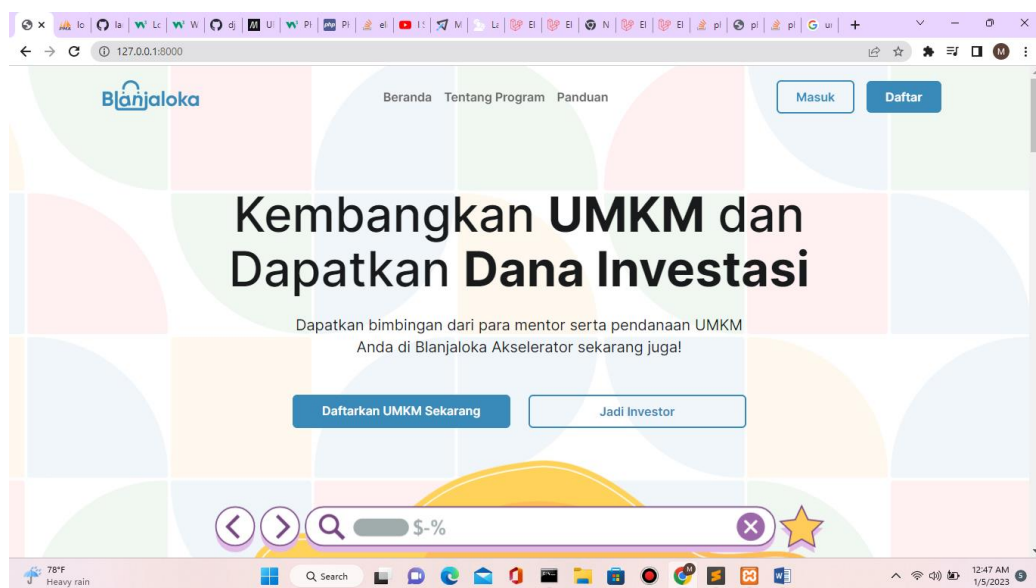 127.0.0.1:8000
M
Blanjaloka
Beranda Tentang Program Panduan
Masuk
Daftar
Kembangkan UMKM dan
Dapatkan Dana Investasi
Dapatkan bimbingan dari para mentor serta pendanaan UMKM
Anda di Blanjaloka Akselerator sekarang juga!
Daftarkan UMKM Sekarang
Jadi Investor
$-%
78°F
Heavy rain
Search
12:47 AM
1/5/2023